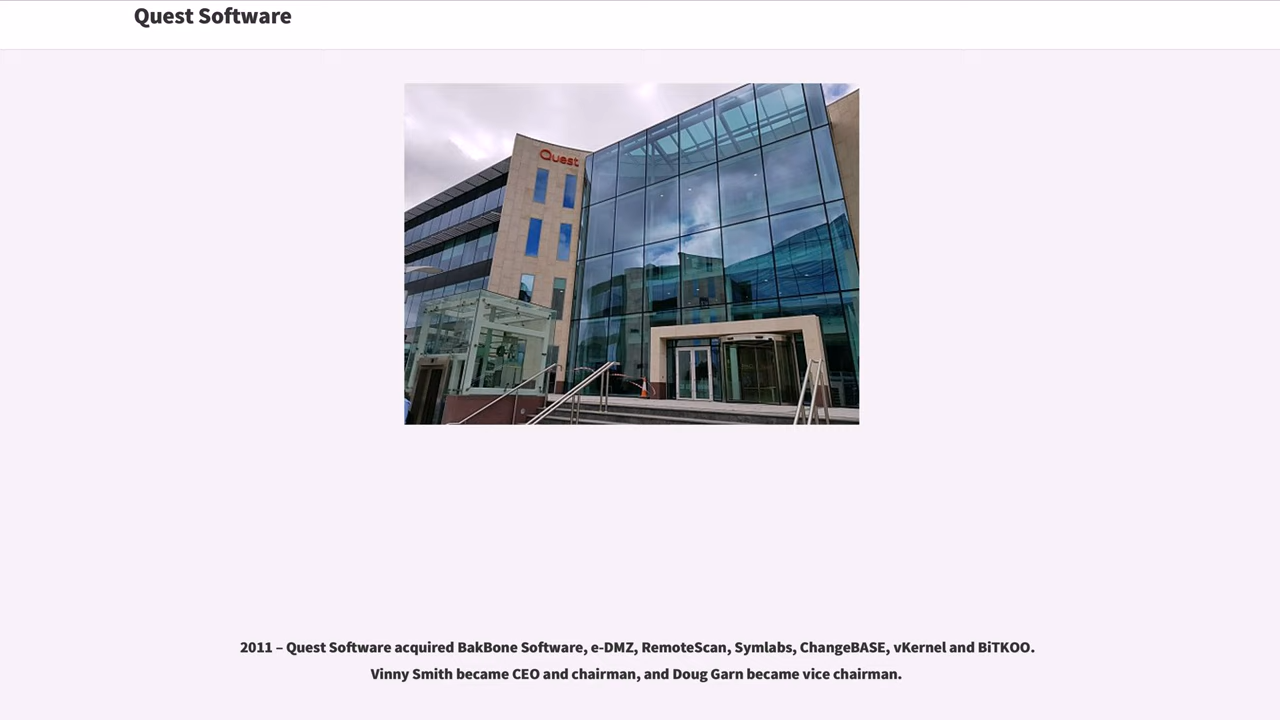 Quest Software
Quest
2011 – Quest Software acquired BakBone Software, e-DMZ, RemoteScan, Symlabs, ChangeBASE, vKernel and BiTKOO.
Vinny Smith became CEO and chairman, and Doug Garn became vice chairman.